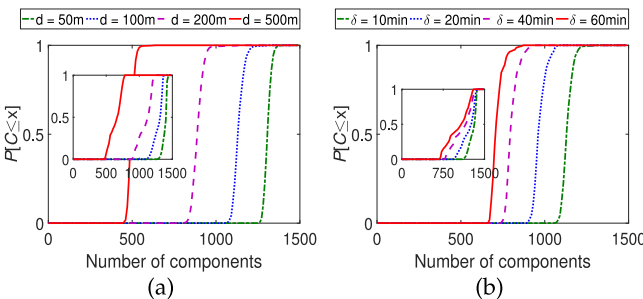 d = 50m d = 100m d = 200m d = 500m
1
0.5
0
P[C≤x]
0 500 1000 1500
Number of components
1
0.5
0
0 500 1000 1500
(a)
δ = 10min δ = 20min δ = 40min δ = 60min
1
0.5
0
P[C≤x]
0 500 1000 1500
Number of components
1
0.5
0
0 750 1500
(b)